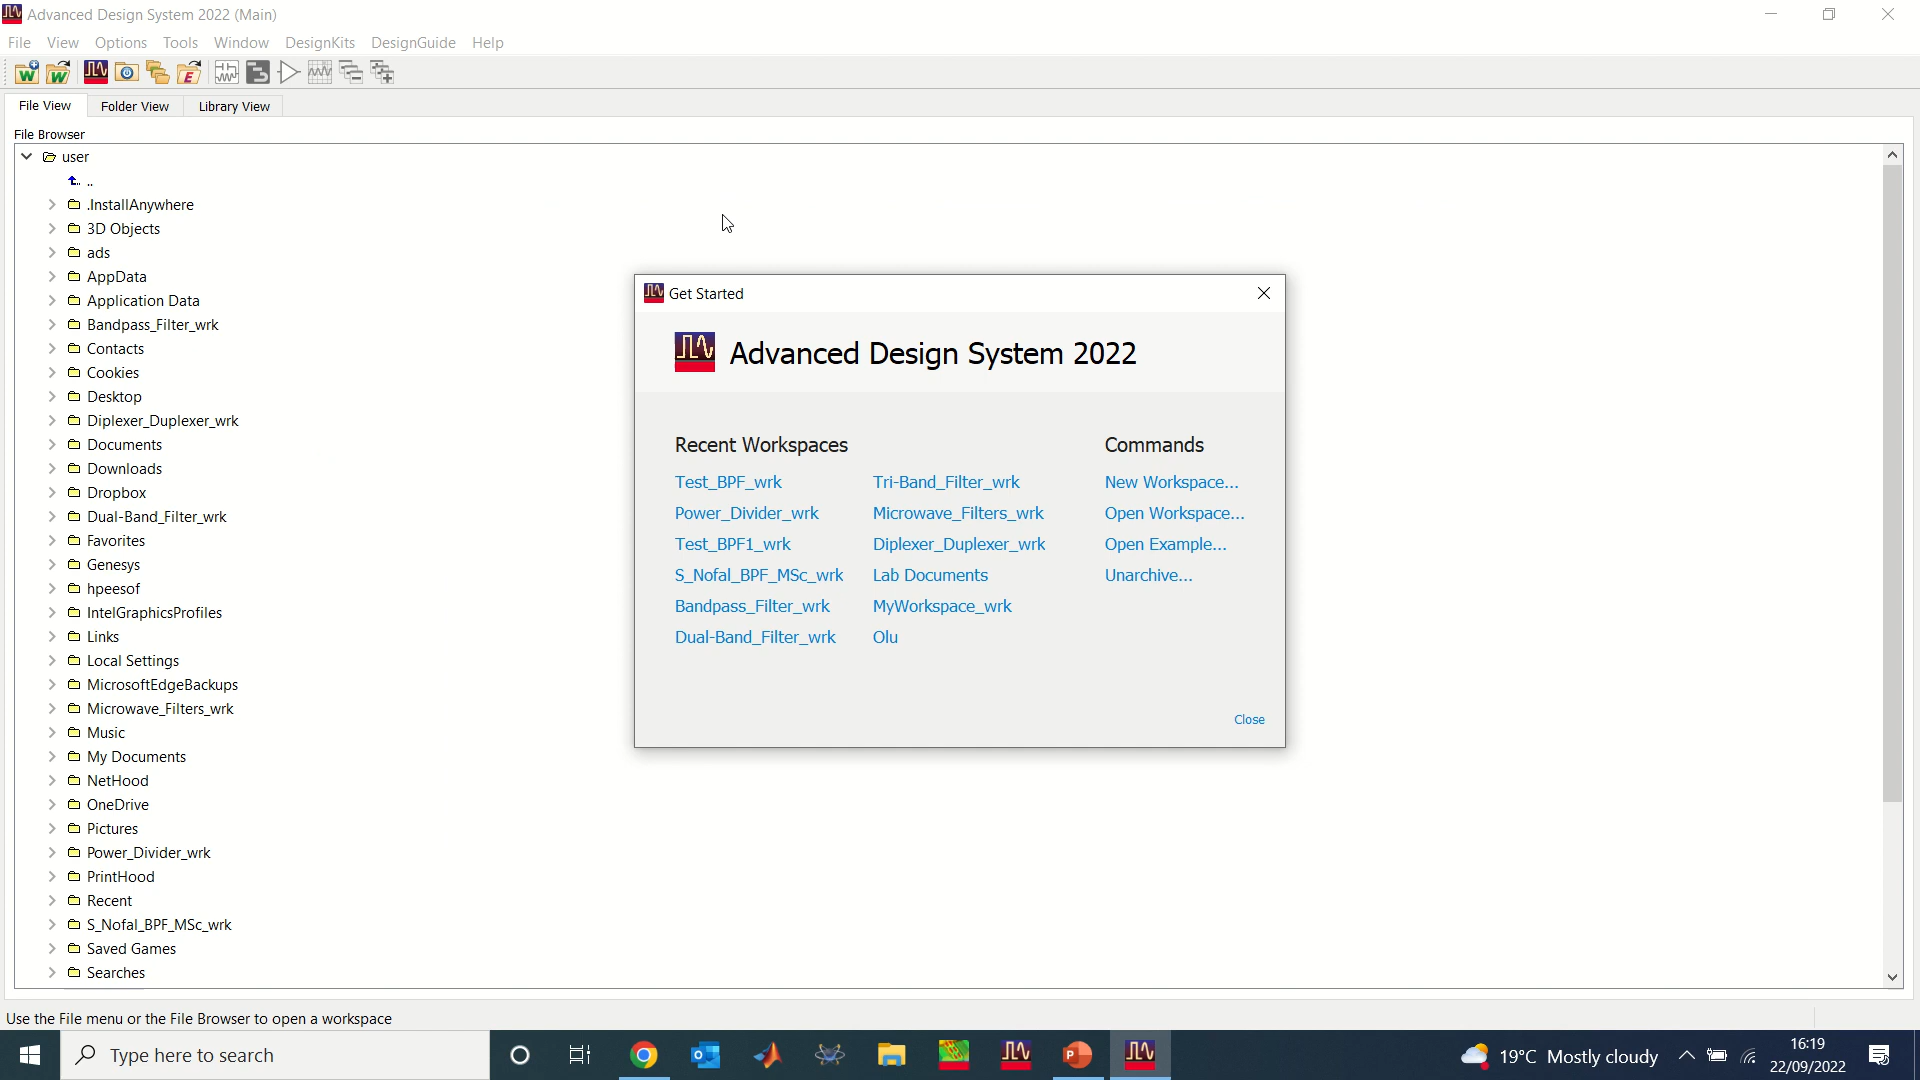 Advanced Design System 2022 (Main)
File View Options Tools Window DesignKits DesignGuide Help
File View Folder View Library View
File Browser
user
..
.InstallAnywhere
3D Objects
ads
AppData
Application Data
Bandpass_Filter_wrk
Contacts
Cookies
Desktop
Diplexer_Duplexer_wrk
Documents
Downloads
Dropbox
Dual-Band_Filter_wrk
Favorites
Genesys
hpeesof
IntelGraphicsProfiles
Links
Local Settings
MicrosoftEdgeBackups
Microwave_Filters_wrk
Music
My Documents
NetHood
OneDrive
Pictures
Power_Divider_wrk
PrintHood
Recent
S_Nofal_BPF_MSc_wrk
Saved Games
Searches
Get Started
Advanced Design System 2022
Recent Workspaces Commands
Test_BPF_wrk Tri-Band_Filter_wrk New Workspace...
Power_Divider_wrk Microwave_Filters_wrk Open Workspace...
Test_BPF1_wrk Diplexer_Duplexer_wrk Open Example...
S_Nofal_BPF_MSc_wrk Lab Documents Unarchive...
Bandpass_Filter_wrk MyWorkspace_wrk
Dual-Band_Filter_wrk Olu
Close
Use the File menu or the File Browser to open a workspace
Type here to search
19°C Mostly cloudy
16:19
22/09/2022